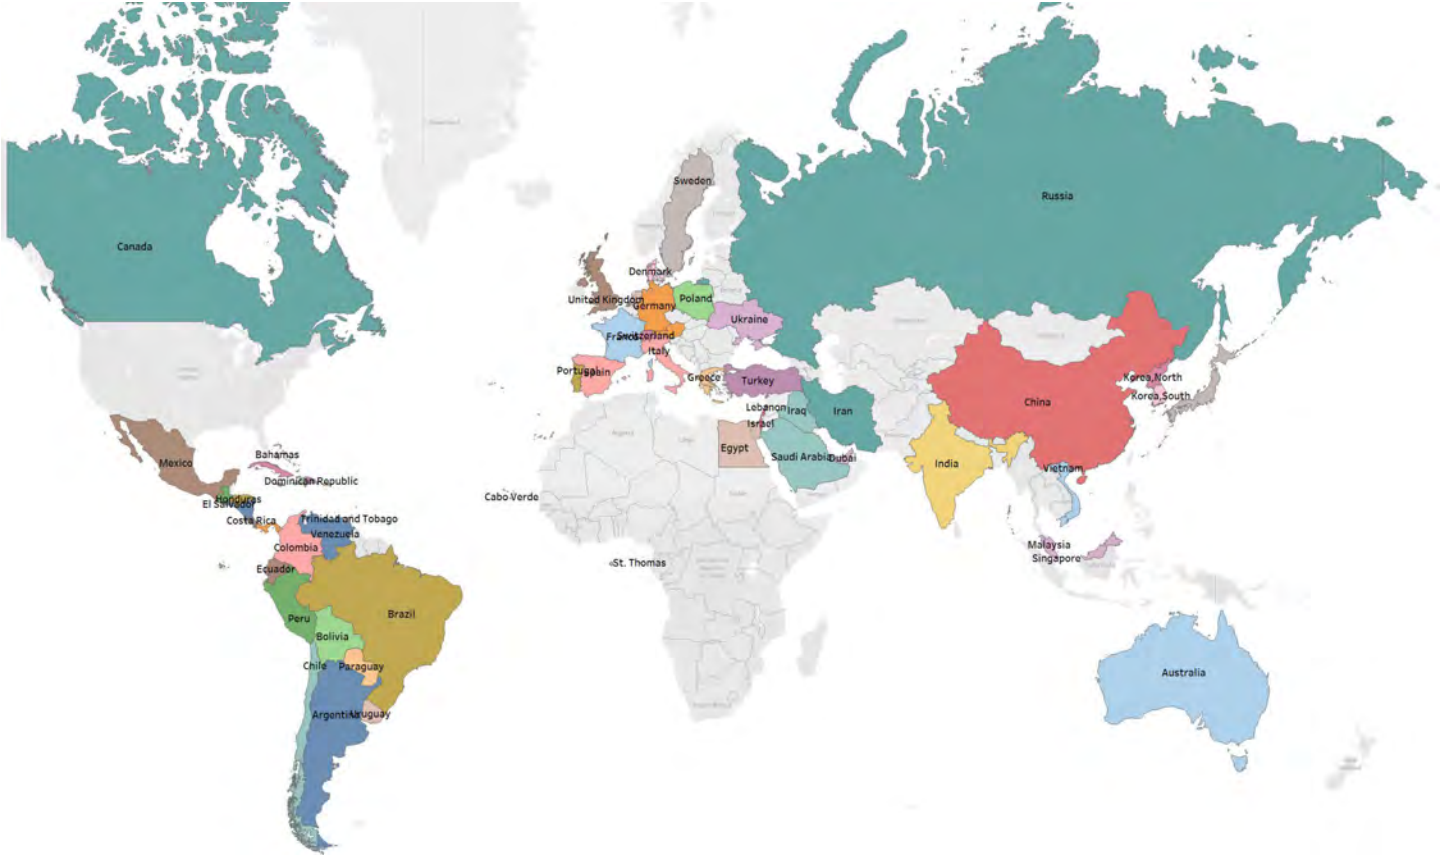 Russia
Sweden
Canada
Denmark
United Kingdom
Germany
Poland
Ukraine
France
Switzerland
Italy
Portugal
Spain
Greece
Turkey
Korea,North
Korea,South
China
Lebanon
Iraq
Iran
Israel
Egypt
Saudi Arabia
Dubai
India
Vietnam
Bahamas
Mexico
Dominican Republic
Cabo Verde
Honduras
El Salvador
Costa Rica
Trinidad and Tobago
Venezuela
Colombia
Malaysia
Singapore
St. Thomas
Ecuador
Brazil
Peru
Bolivia
Chile
Paraguay
Australia
Argentina
Uruguay